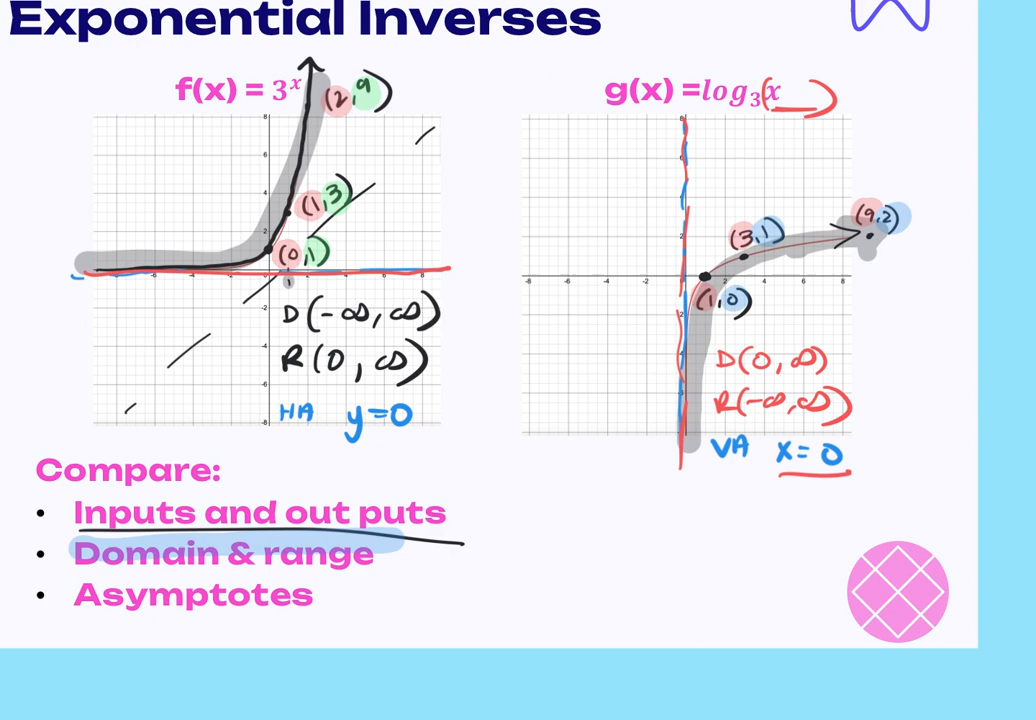 Exponential Inverses
f(x) = 3ˣ
(2,9)
(1,3)
(0,1)
D(-∞,∞)
R(0,∞)
HA y=0
g(x) =log₃(x )
(9,2)
(3,1)
(1,0)
D(0,∞)
R(-∞,∞)
VA x=0
Compare:
• Inputs and out puts
• Domain & range
• Asymptotes